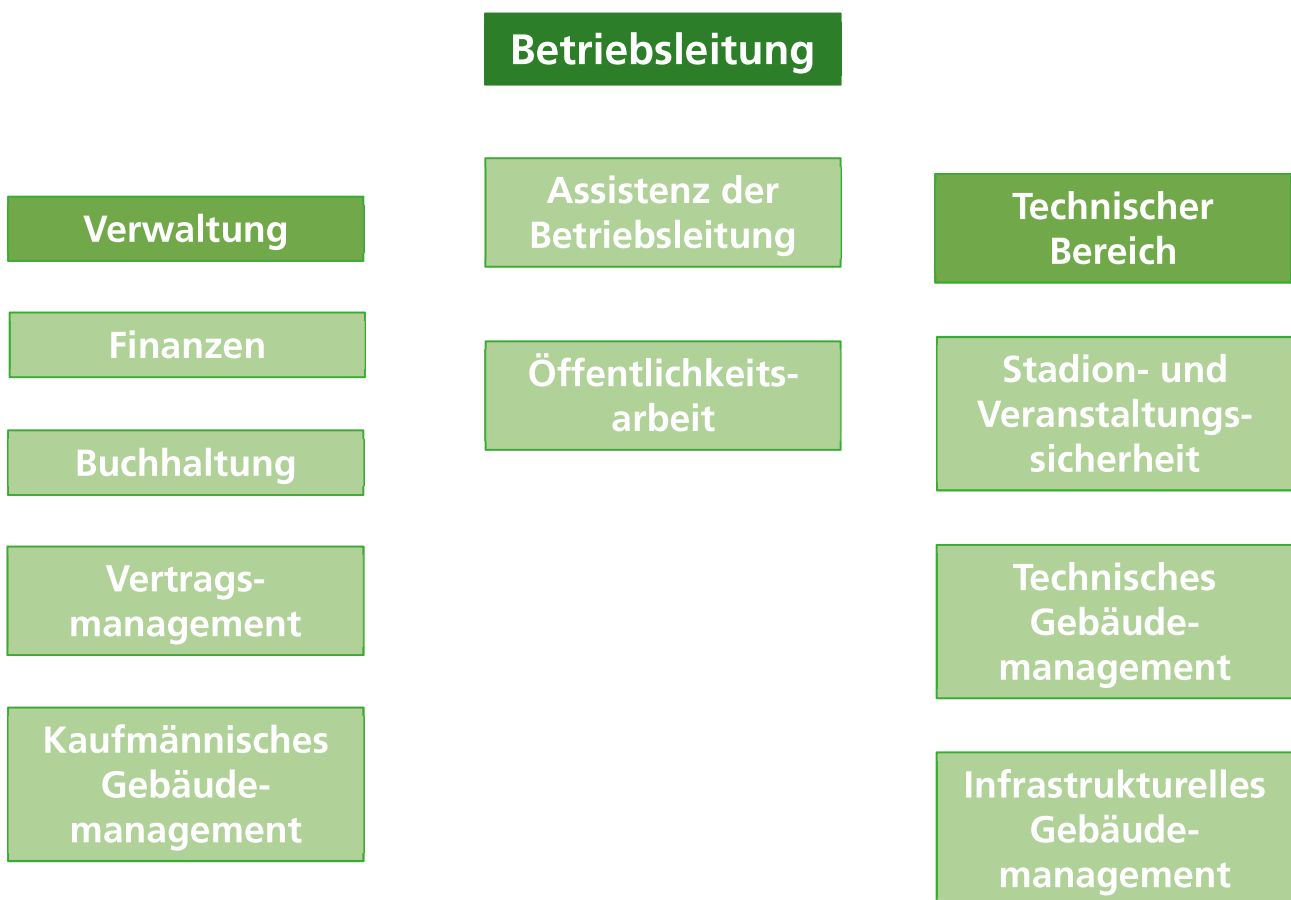 Betriebsleitung
Verwaltung
Finanzen
Buchhaltung
Vertrags-
management
Kaufmännisches
Gebäude-
management
Assistenz der
Betriebsleitung
Öffentlichkeits-
arbeit
Technischer
Bereich
Stadion- und
Veranstaltungs-
sicherheit
Technisches
Gebäude-
management
Infrastrukturelles
Gebäude-
management